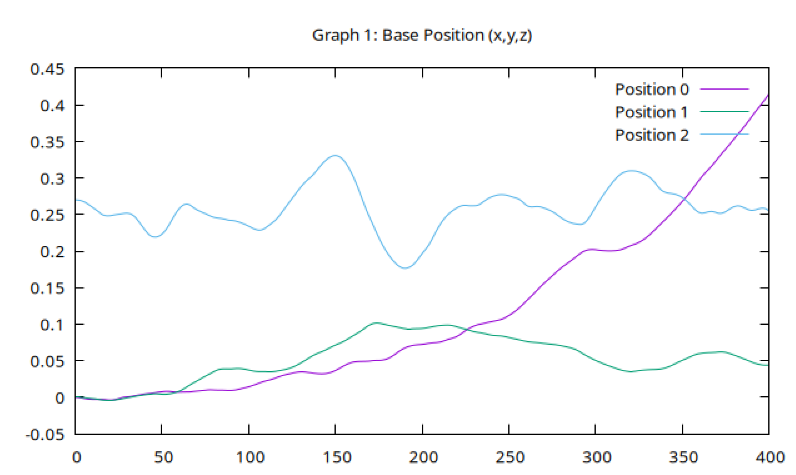 Graph 1: Base Position (x,y,z)
0.45
0.4
0.35
0.3
0.25
0.2
0.15
0.1
0.05
0
-0.05
Position 0
Position 1
Position 2
0 50 100 150 200 250 300 350 400